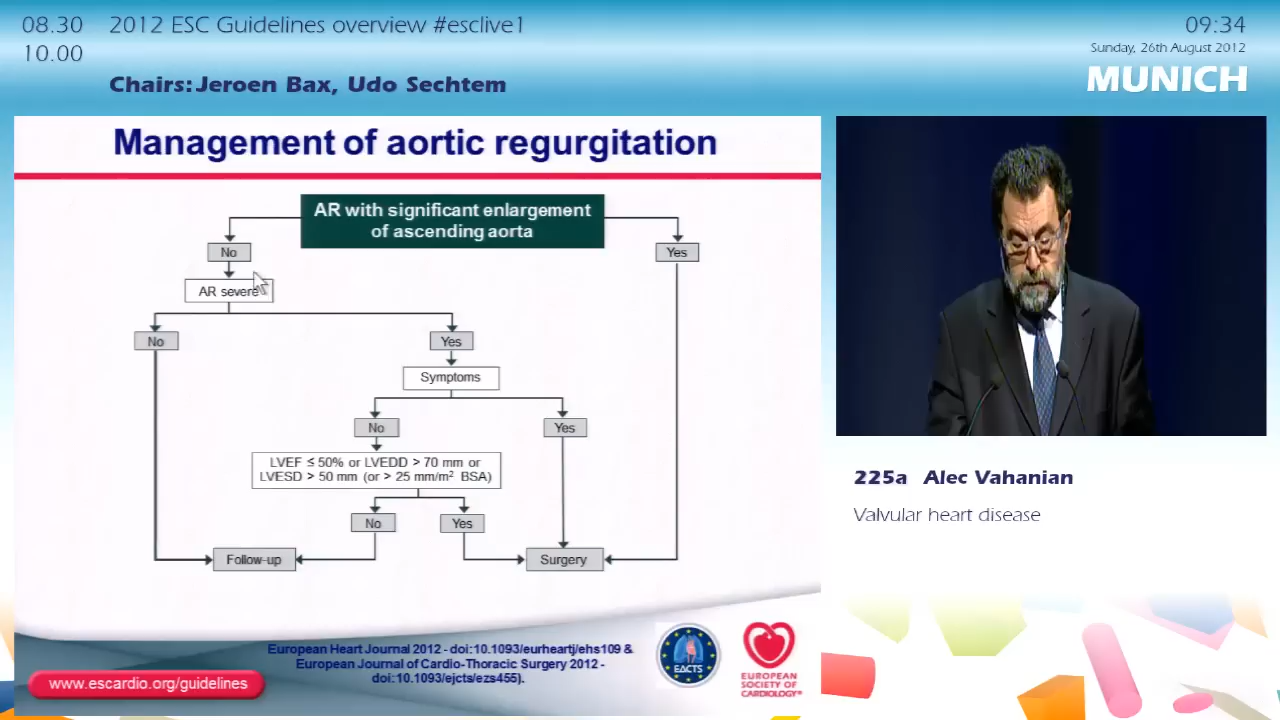 08.30 2012 ESC Guidelines overview #esclive1
10.00
Chairs: Jeroen Bax, Udo Sechtem
09:34
Sunday, 26th August 2012
MUNICH
Management of aortic regurgitation
AR with significant enlargement
of ascending aorta
No
Yes
AR severe
No
Yes
Symptoms
No
Yes
LVEF ≤ 50% or LVEDD > 70 mm or
LVESD > 50 mm (or > 25 mm/m² BSA)
No
Yes
Follow-up
Surgery
European Heart Journal 2012 - doi:10.1093/eurheartj/ehs109 &
European Journal of Cardio-Thoracic Surgery 2012 -
doi:10.1093/ejcts/ezs455).
www.escardio.org/guidelines
EACTS
EUROPEAN
SOCIETY OF
CARDIOLOGY®
225a Alec Vahanian
Valvular heart disease